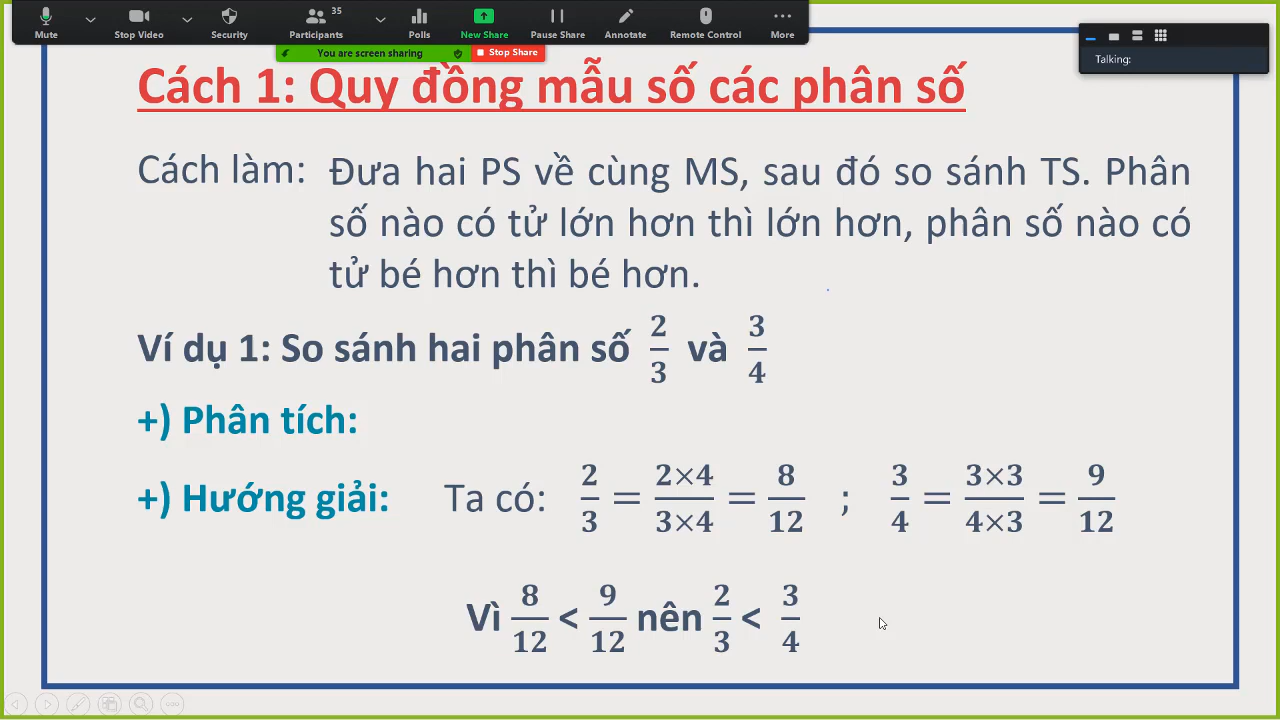 Mute
Stop Video
Security
Participants
35
Polls
New Share
Pause Share
Annotate
Remote Control
More
You are screen sharing
Stop Share
Talking:
Cách 1: Quy đồng mẫu số các phân số
Cách làm: Đưa hai PS về cùng MS, sau đó so sánh TS. Phân
số nào có tử lớn hơn thì lớn hơn, phân số nào có
tử bé hơn thì bé hơn.
Ví dụ 1: So sánh hai phân số 2/3 và 3/4
+) Phân tích:
+) Hướng giải: Ta có: 2/3 = 2×4/3×4 = 8/12 ; 3/4 = 3×3/4×3 = 9/12
Vì 8/12 < 9/12 nên 2/3 < 3/4